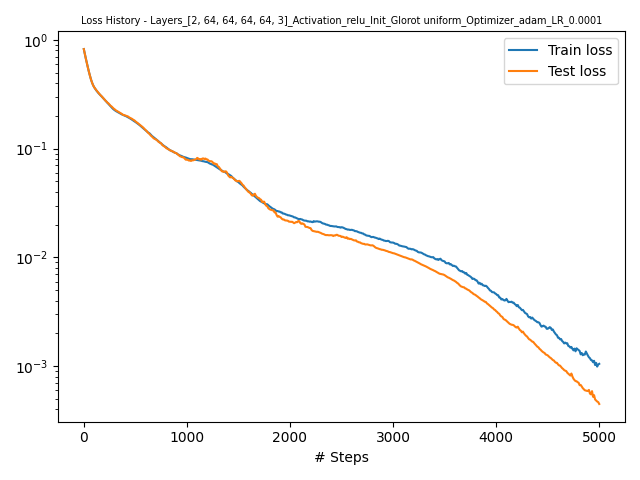 Loss History - Layers_[2, 64, 64, 64, 64, 3]_Activation_relu_Init_Glorot uniform_Optimizer_adam_LR_0.0001
Train loss
Test loss
10⁰
10⁻¹
10⁻²
10⁻³
0 1000 2000 3000 4000 5000
# Steps